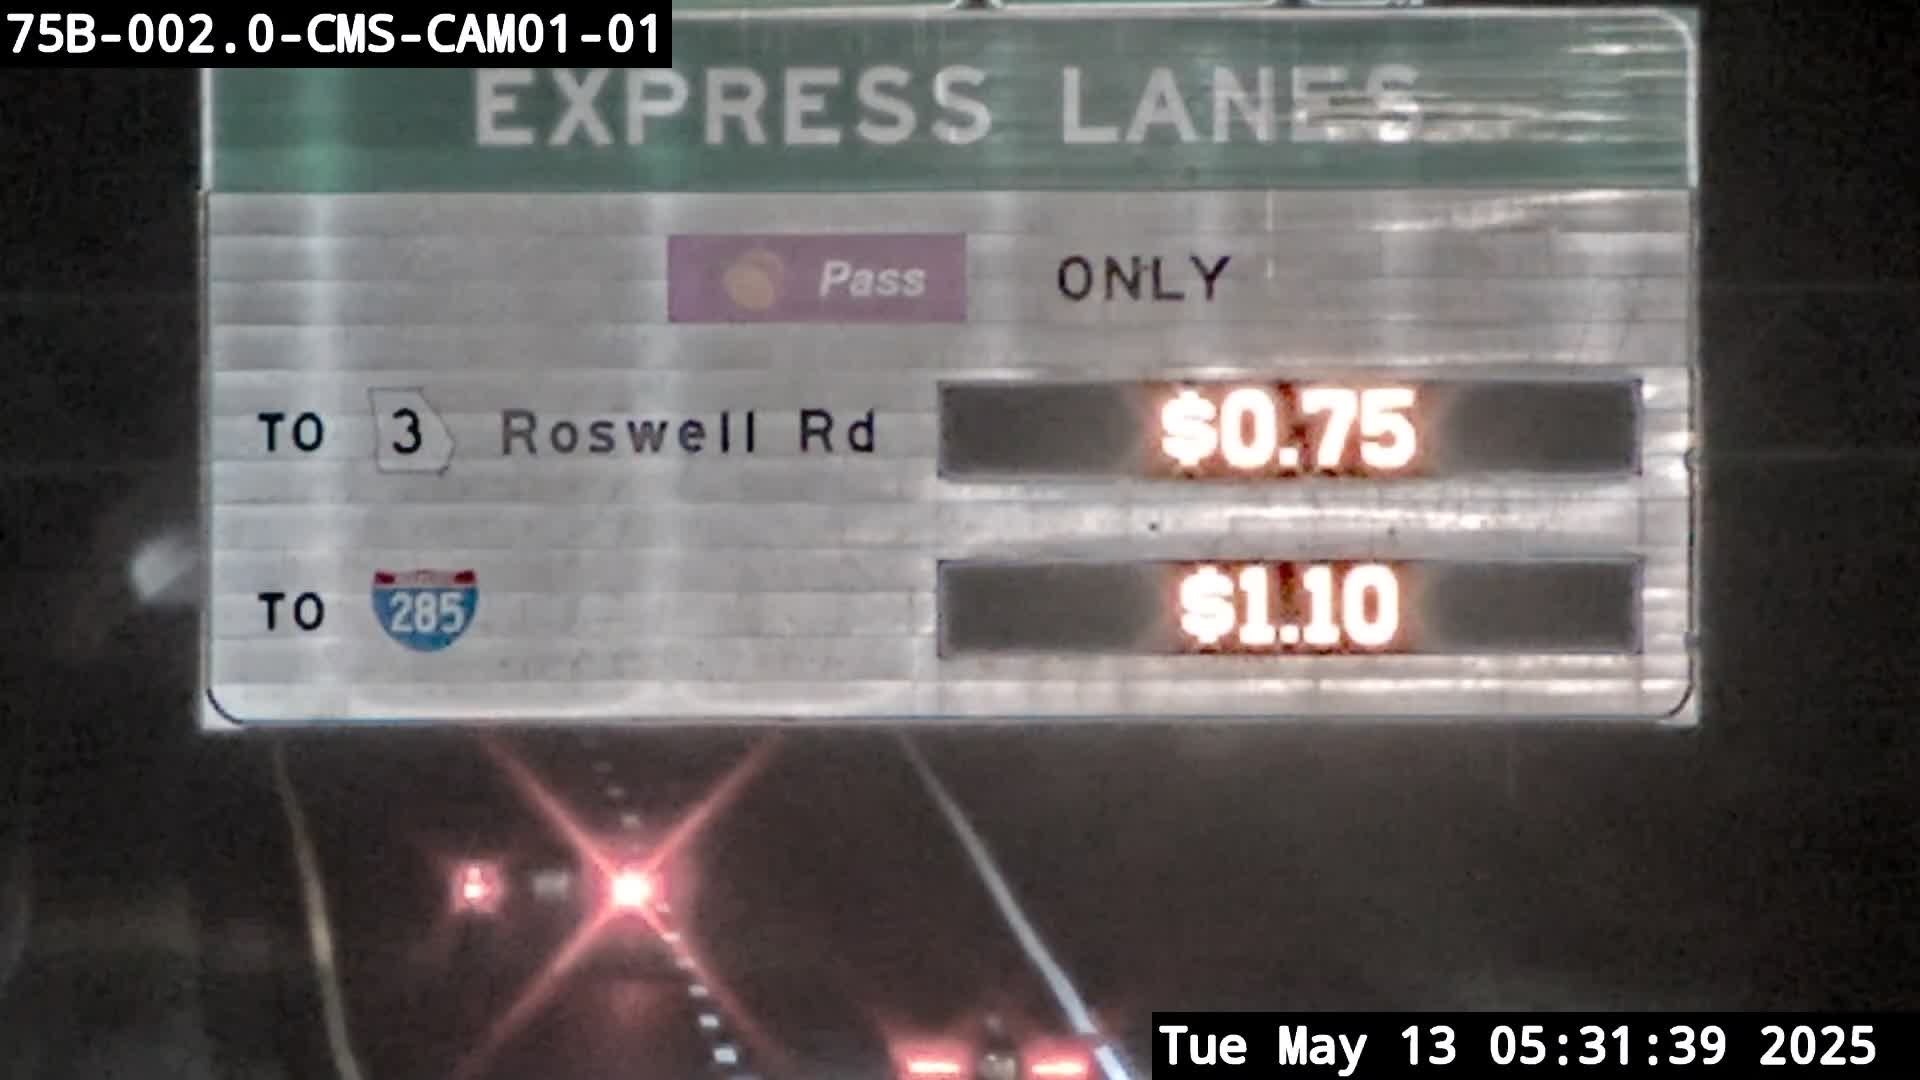 75B-002.0-CMS-CAM01-01
EXPRESS LANES
Pass ONLY
TO 3 Roswell Rd $0.75
TO 285 $1.10
Tue May 13 05:31:39 2025